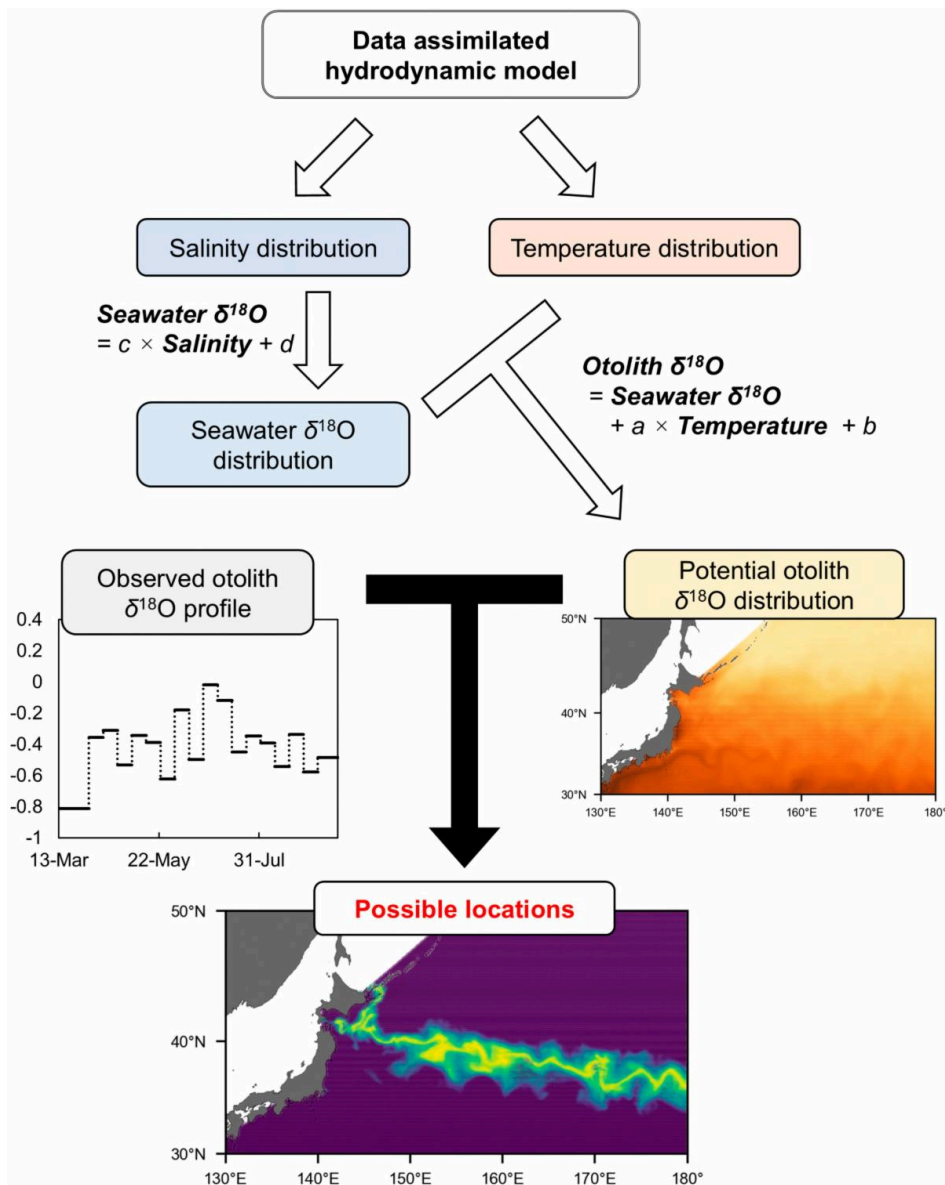 Data assimilated
hydrodynamic model
Salinity distribution
Temperature distribution
Seawater δ¹⁸O
= c × Salinity + d
Otolith δ¹⁸O
= Seawater δ¹⁸O
+ a × Temperature + b
Seawater δ¹⁸O
distribution
Observed otolith
δ¹⁸O profile
0.4
0.2
0
-0.2
-0.4
-0.6
-0.8
-1
13-Mar
22-May
31-Jul
Potential otolith
δ¹⁸O distribution
50°N
40°N
30°N
130°E
140°E
150°E
160°E
170°E
180°
Possible locations
50°N
40°N
30°N
130°E
140°E
150°E
160°E
170°E
180°